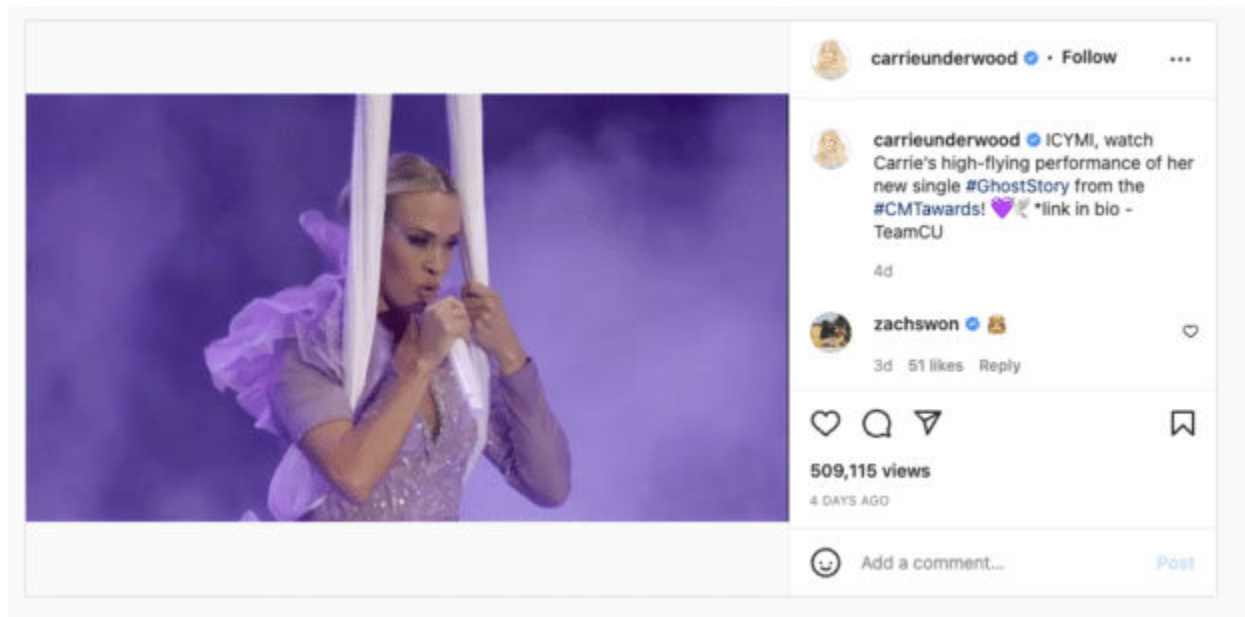 carrieunderwood • Follow
carrieunderwood ICYMI, watch
Carrie's high-flying performance of her
new single #GhostStory from the
#CMTawards! 💜🕊 *link in bio -
TeamCU
4d
zachswon
3d 51 likes Reply
509,115 views
4 DAYS AGO
Add a comment...
Post